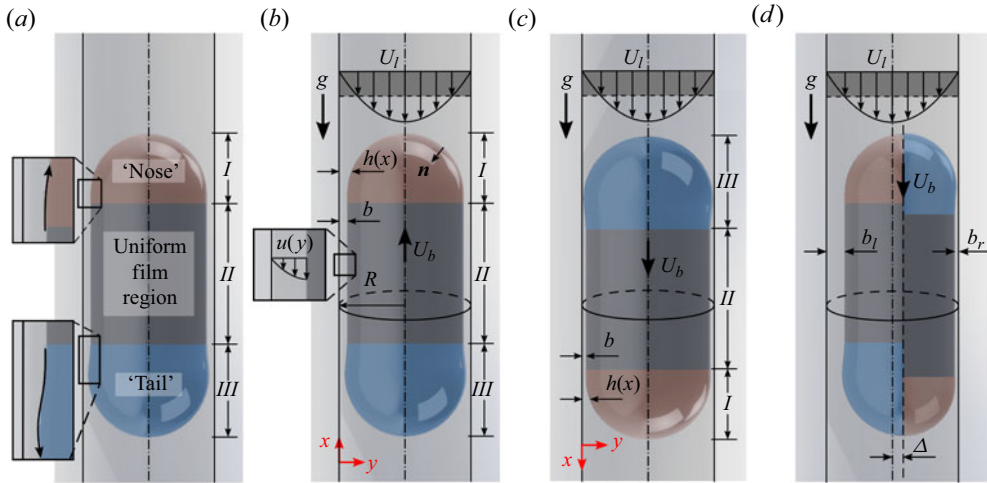 (a)
(b)
(c)
(d)
U_l
U_l
U_l
g
g
g
‘Nose’
I
h(x)
n
I
III
U_b
b
b_l
b_r
Uniform
film
region
II
u(y)
U_b
II
U_b
II
R
b
‘Tail’
III
III
h(x)
I
x
y
y
x
Δ